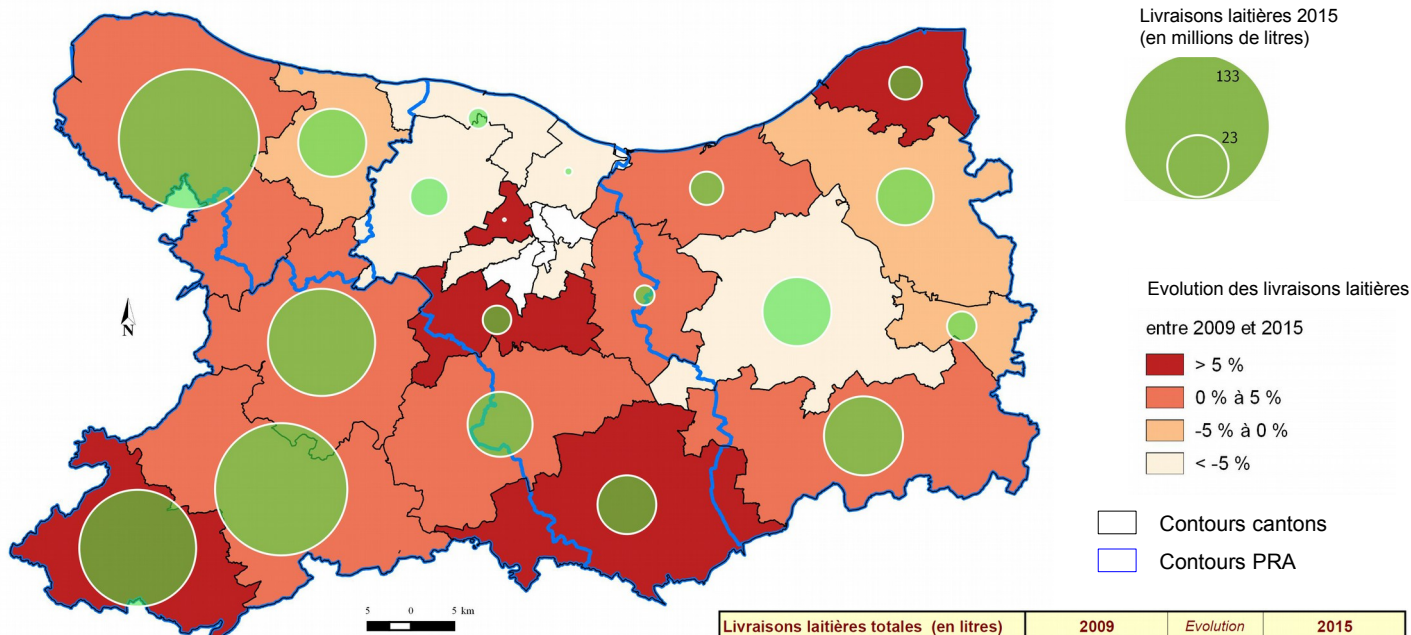 Livraisons laitières 2015
(en millions de litres)
133
23
Evolution des livraisons laitières
entre 2009 et 2015
> 5 %
0 % à 5 %
-5 % à 0 %
< -5 %
Contours cantons
Contours PRA
N
5 0 5 km
Livraisons laitières totales (en litres) 2009 Evolution 2015